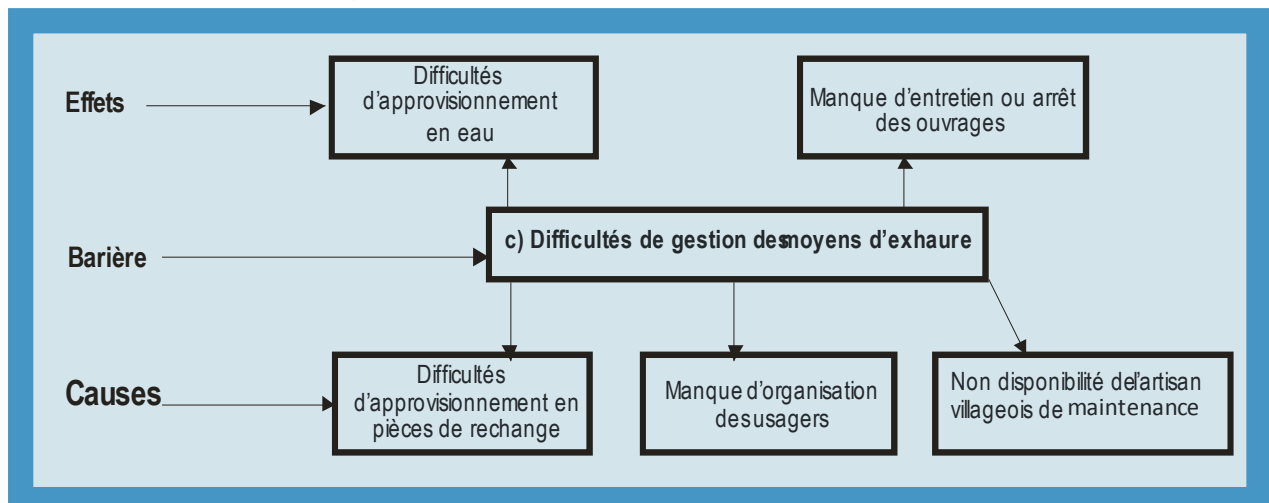 Effets
Difficultés
d'approvisionnement
en eau
Manque d'entretien ou arrêt
des ouvrages
Barière
c) Difficultés de gestion desmoyens d'exhaure
Causes
Difficultés
d'approvisionnement en
pièces de rechange
Manque d'organisation
desusagers
Non disponibilité del'artisan
villageois de maintenance